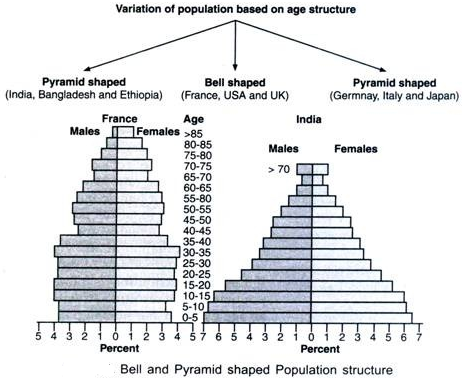 Variation of population based on age structure
Pyramid shaped
(India, Bangladesh and Ethiopia)
Bell shaped
(France, USA and UK)
Pyramid shaped
(Germnay, Italy and Japan)
France
Males Females
Age
>85
80-85
75-80
70-75
65-70
60-65
55-80
50-55
45-50
40-45
35-40
30-35
25-30
20-25
15-20
10-15
5-10
0-5
5 4 3 2 1 0 1 2 3 4 5
Percent
India
Males Females
> 70
7 6 5 4 3 2 1 0 1 2 3 4 5 6 7
Percent
Bell and Pyramid shaped Population structure